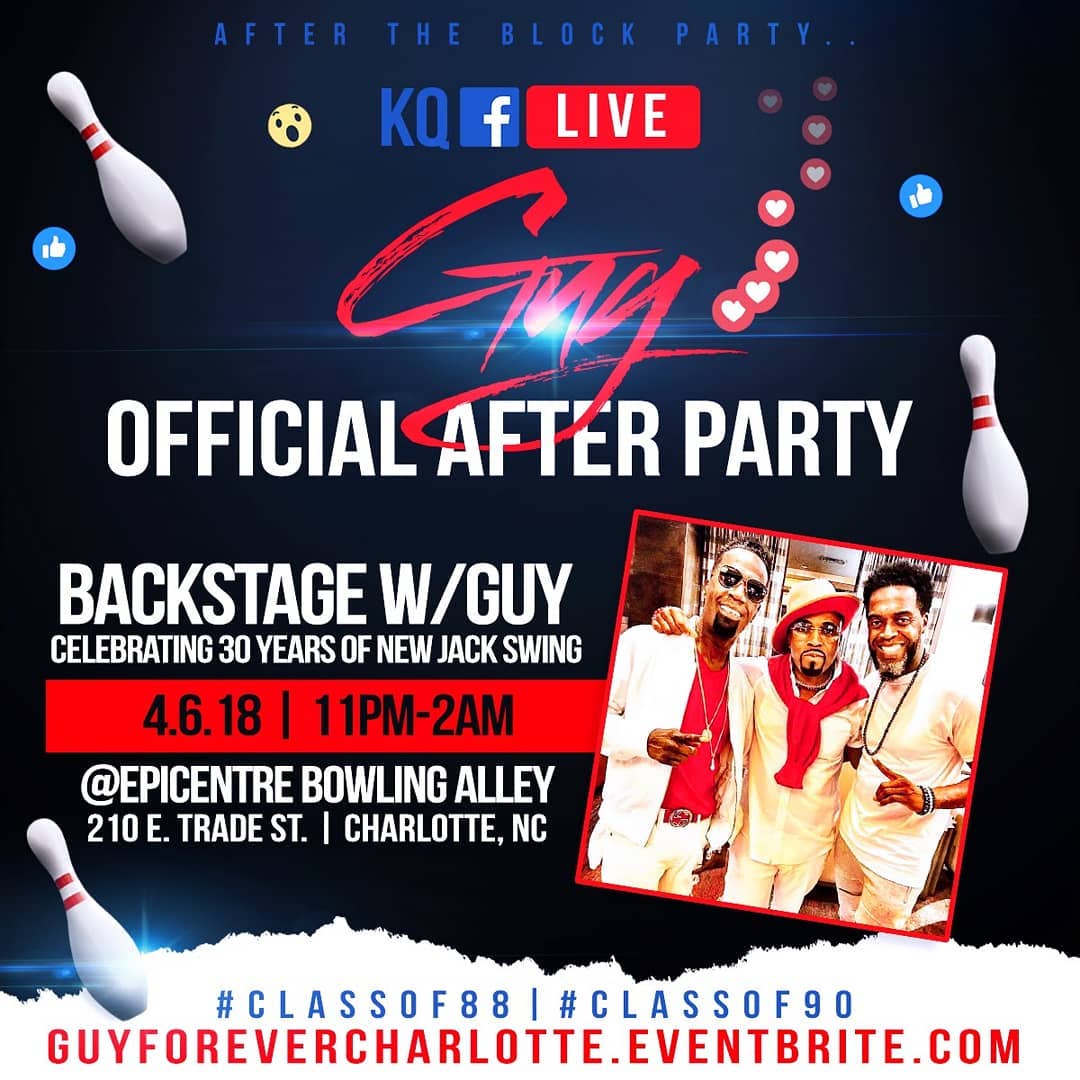 AFTER THE BLOCK PARTY..
KQ f LIVE
Guy
OFFICIAL AFTER PARTY
BACKSTAGE W/GUY
CELEBRATING 30 YEARS OF NEW JACK SWING
4.6.18 | 11PM-2AM
@EPICENTRE BOWLING ALLEY
210 E. TRADE ST. | CHARLOTTE, NC
#CLASSOF88 | #CLASSOF90
GUYFOREVERCHARLOTTE.EVENTBRITE.COM